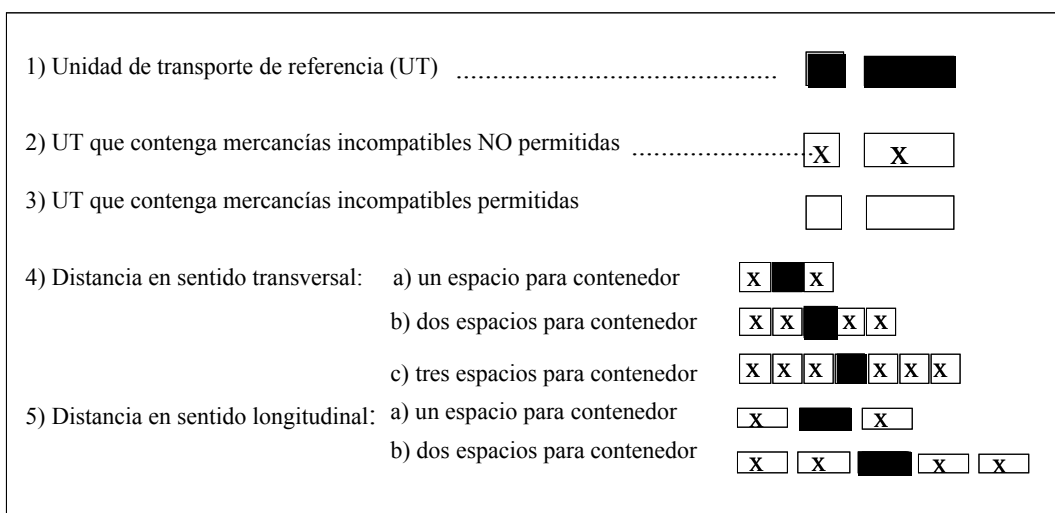 1) Unidad de transporte de referencia (UT) ............................................
2) UT que contenga mercancías incompatibles NO permitidas ......................... X X
3) UT que contenga mercancías incompatibles permitidas
4) Distancia en sentido transversal: a) un espacio para contenedor X X
b) dos espacios para contenedor X X X X
c) tres espacios para contenedor X X X X X X
5) Distancia en sentido longitudinal: a) un espacio para contenedor X X
b) dos espacios para contenedor X X X X